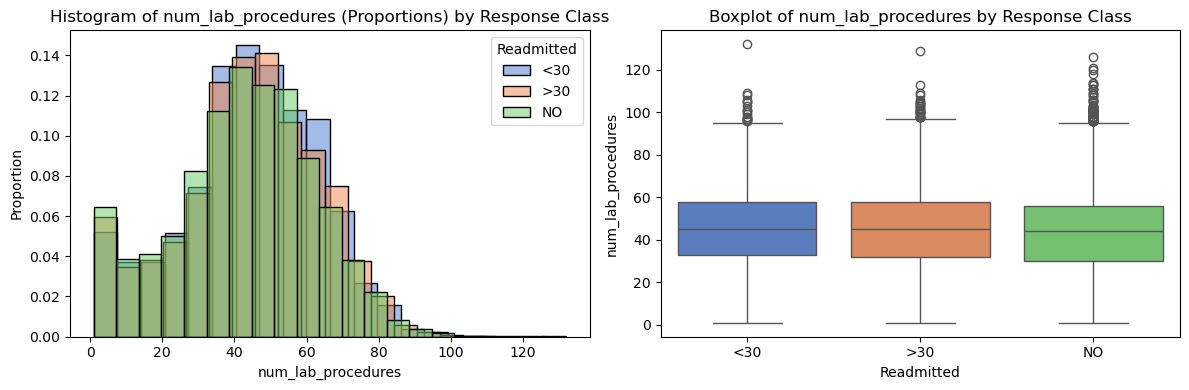 Histogram of num_lab_procedures (Proportions) by Response Class
Proportion
0.14
0.12
0.10
0.08
0.06
0.04
0.02
0.00
Readmitted
<30
>30
NO
0 20 40 60 80 100 120
num_lab_procedures
Boxplot of num_lab_procedures by Response Class
num_lab_procedures
120
100
80
60
40
20
0
<30 >30 NO
Readmitted